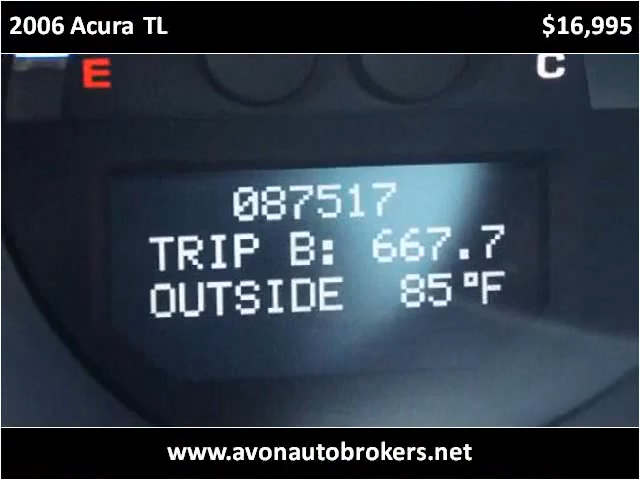 2006 Acura TL $16,995
E C
087517
TRIP B: 667.7
OUTSIDE 85°F
www.avonautobrokers.net